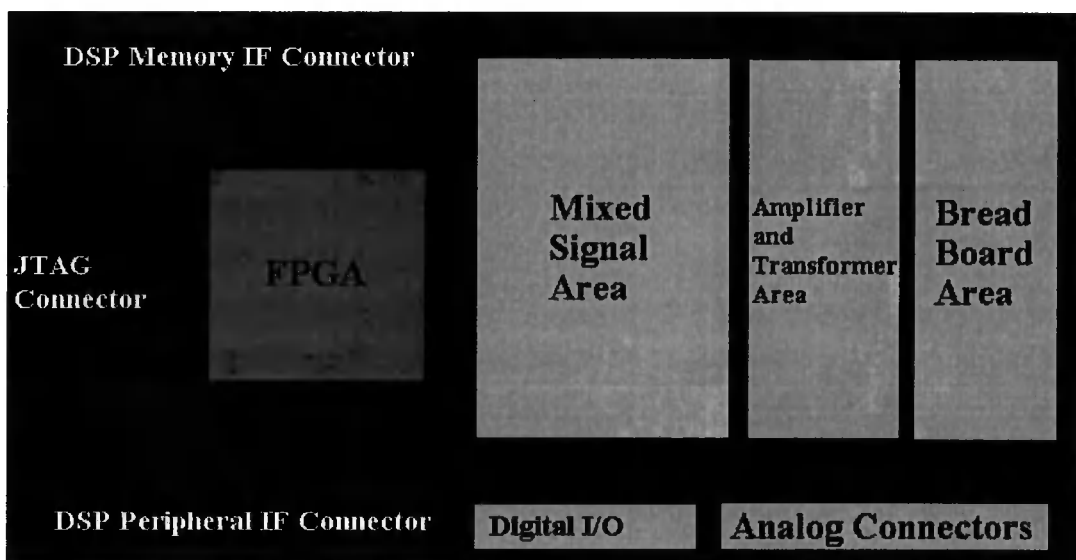 DSP Memory IF Connector
JTAG
Connector
FPGA
Mixed
Signal
Area
Amplifier
and
Transformer
Area
Bread
Board
Area
DSP Peripheral IF Connector
Digital I/O
Analog Connectors